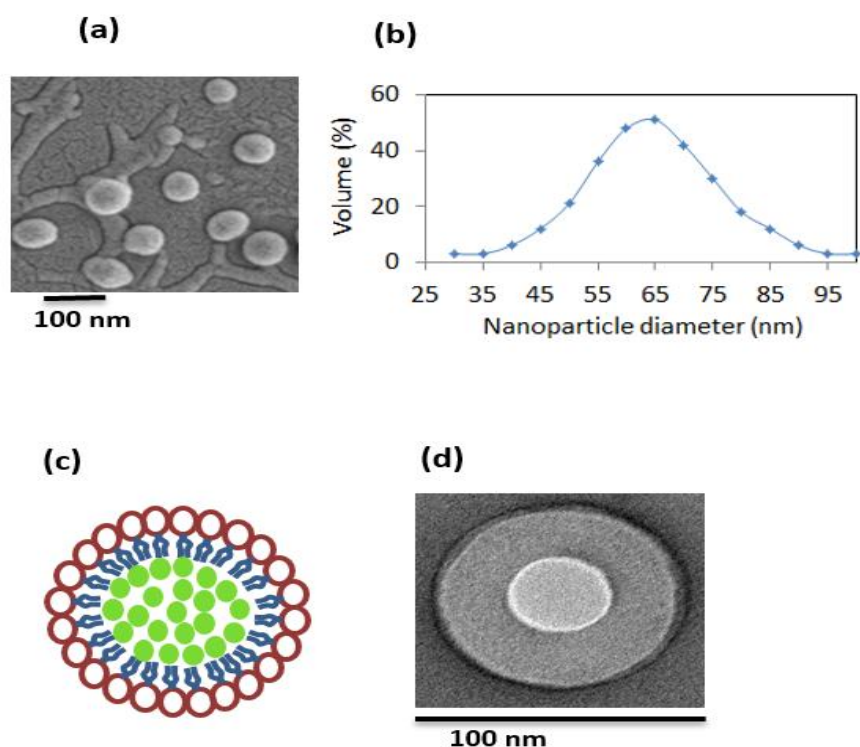 (a)
100 nm
(b)
Volume (%)
60
40
20
0
25 35 45 55 65 75 85 95
Nanoparticle diameter (nm)
(c)
(d)
100 nm